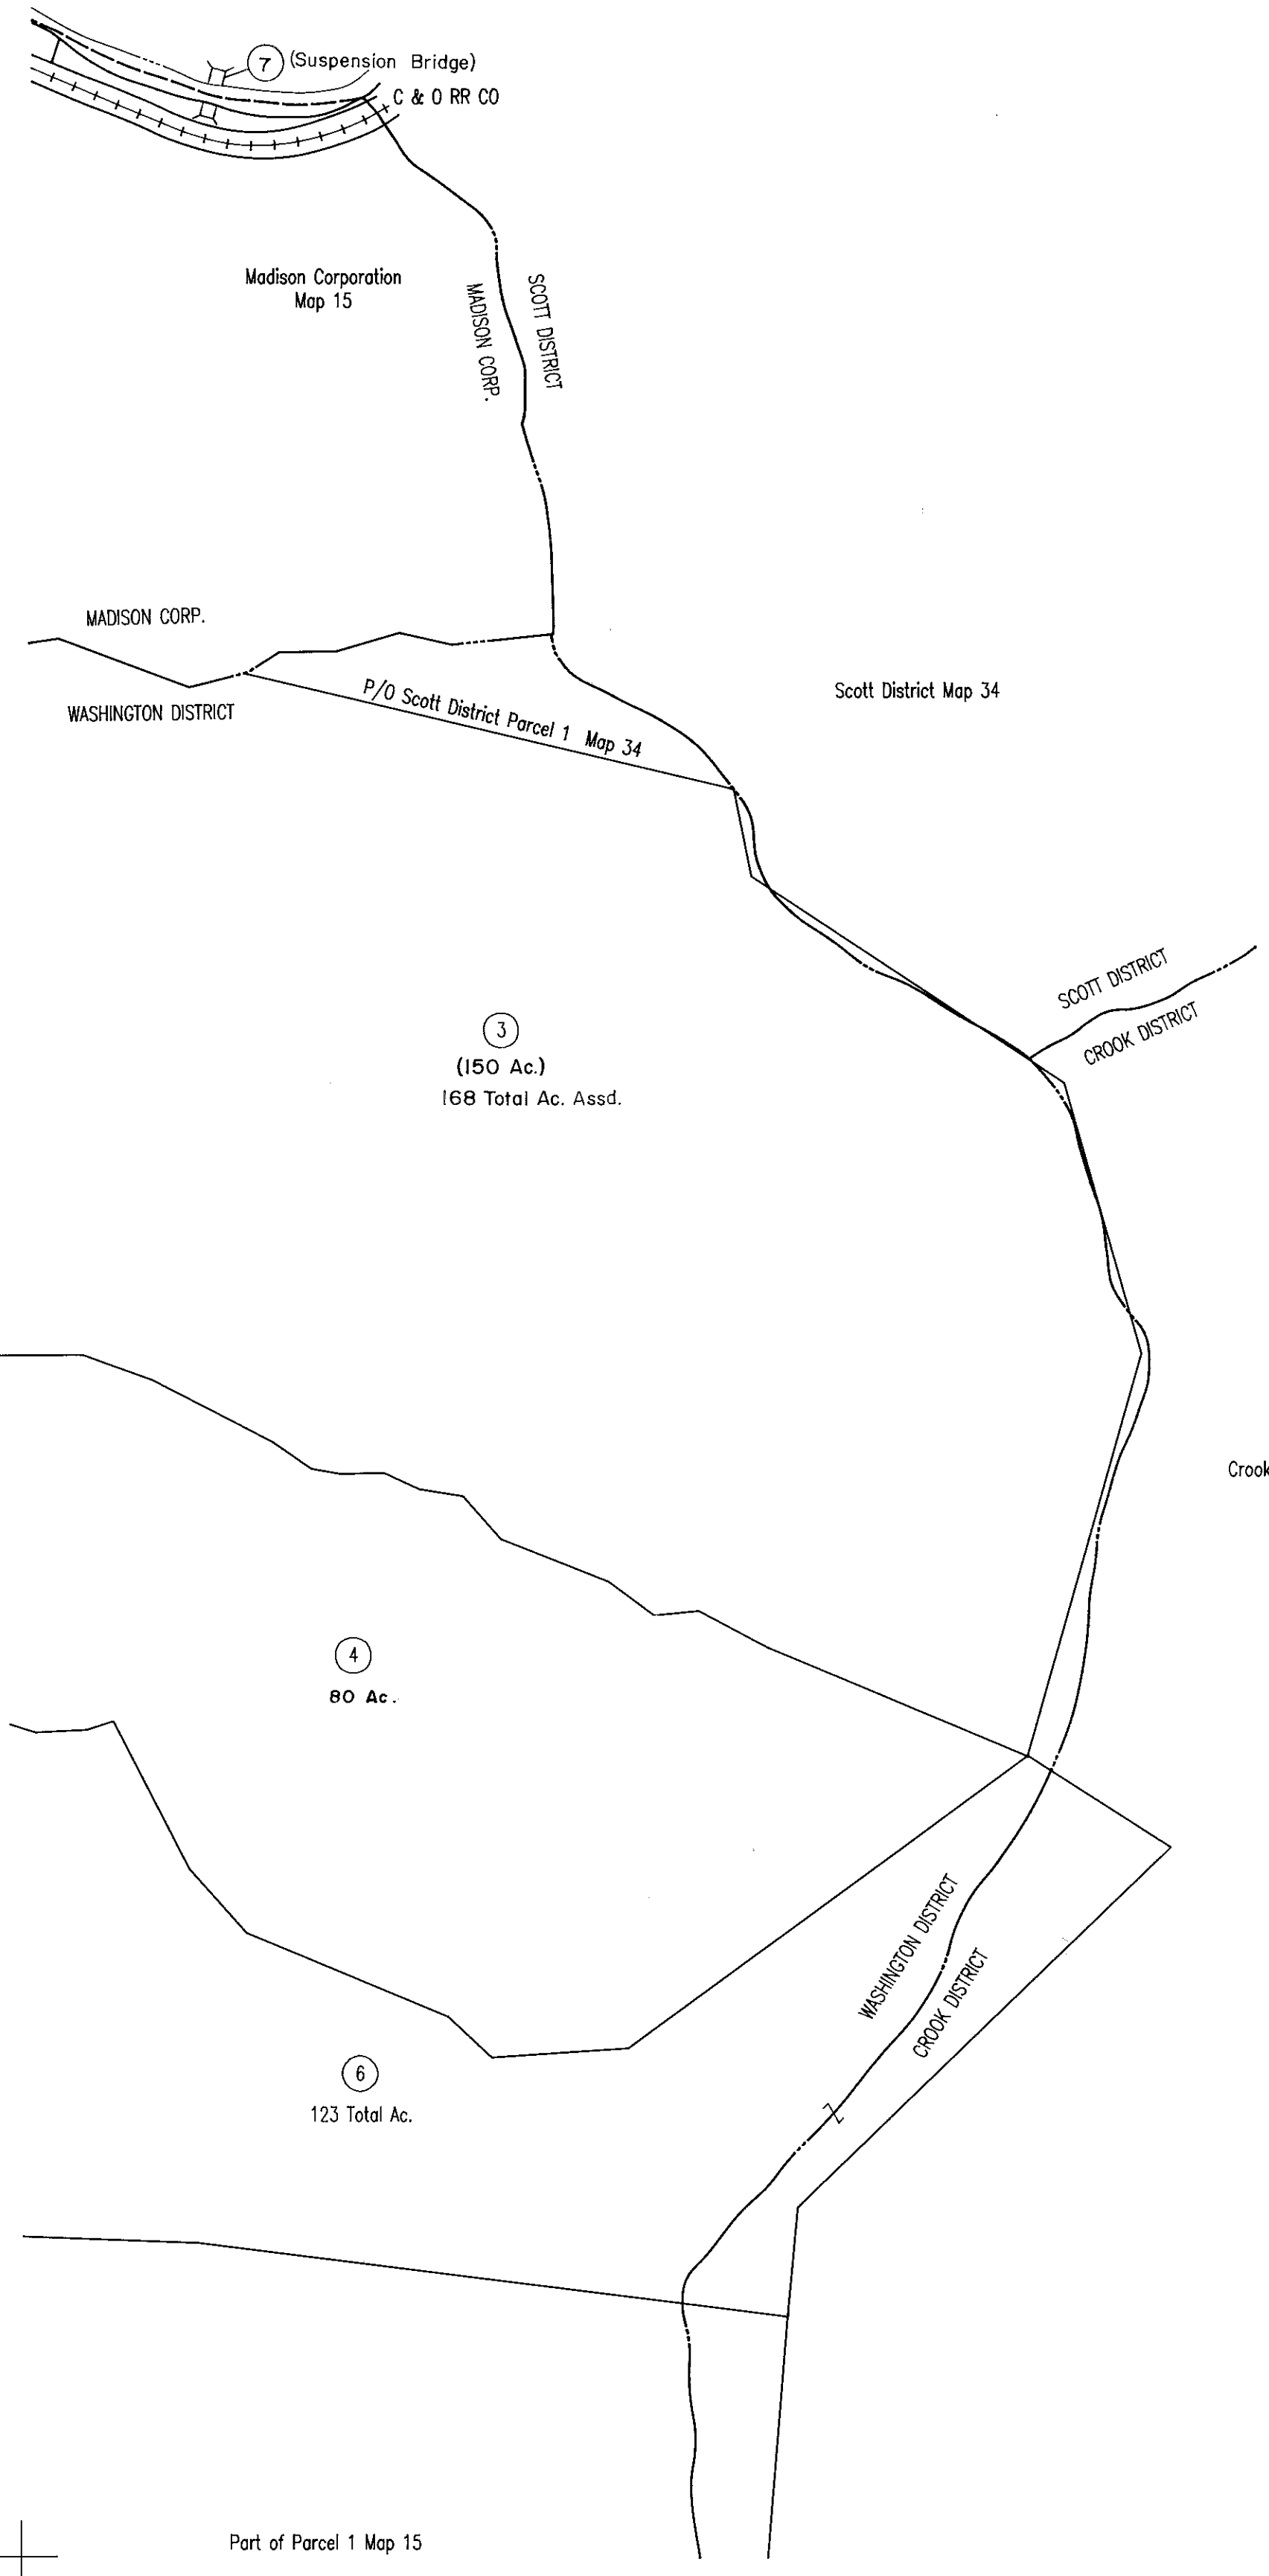 7 (Suspension Bridge)
C & O RR CO
Madison Corporation
Map 15
SCOTT DISTRICT
MADISON CORP.
MADISON CORP.
WASHINGTON DISTRICT
P/O Scott District Parcel 1 Map 34
Scott District Map 34
SCOTT DISTRICT
CROOK DISTRICT
3
(150 Ac.)
168 Total Ac. Assd.
Crook
4
80 Ac.
WASHINGTON DISTRICT
CROOK DISTRICT
6
123 Total Ac.
Part of Parcel 1 Map 15